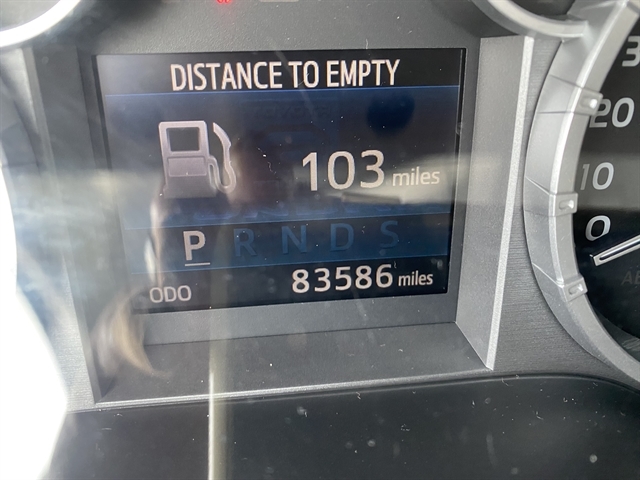 DISTANCE TO EMPTY
103 miles
P R N D S
ODO 83586 miles
20
10
0